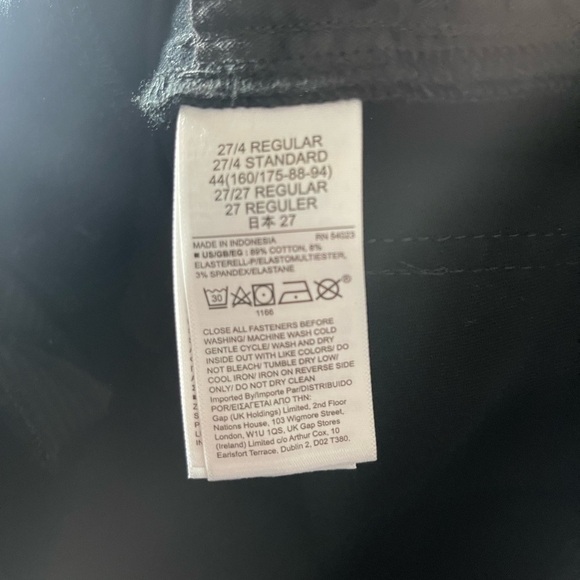 27/4 REGULAR
27/4 STANDARD
44(160/175-88-94)
27/27 REGULAR
27 REGULER
日本 27
MADE IN INDONESIA RN 54023
■ US/GB/EG : 89% COTTON, 8%
ELASTERELL-P/ELASTOMULTIESTER,
3% SPANDEX/ELASTANE
30
1166
CLOSE ALL FASTENERS BEFORE
WASHING/ MACHINE WASH COLD
GENTLE CYCLE/ WASH AND DRY
INSIDE OUT WITH LIKE COLORS/ DO
NOT BLEACH/ TUMBLE DRY LOW/
COOL IRON/ IRON ON REVERSE SIDE
ONLY/ DO NOT DRY CLEAN
Imported By/Importe Par/DISTRIBUIDO
POR/ΕΙΣΑΓΕΤΑΙ ΑΠΟ ΤΗΝ:
Gap (UK Holdings) Limited, 2nd Floor
Nations House, 103 Wigmore Street,
London, W1U 1QS, UK Gap Stores
(Ireland) Limited c/o Arthur Cox, 10
Earlsfort Terrace, Dublin 2, D02 T380.